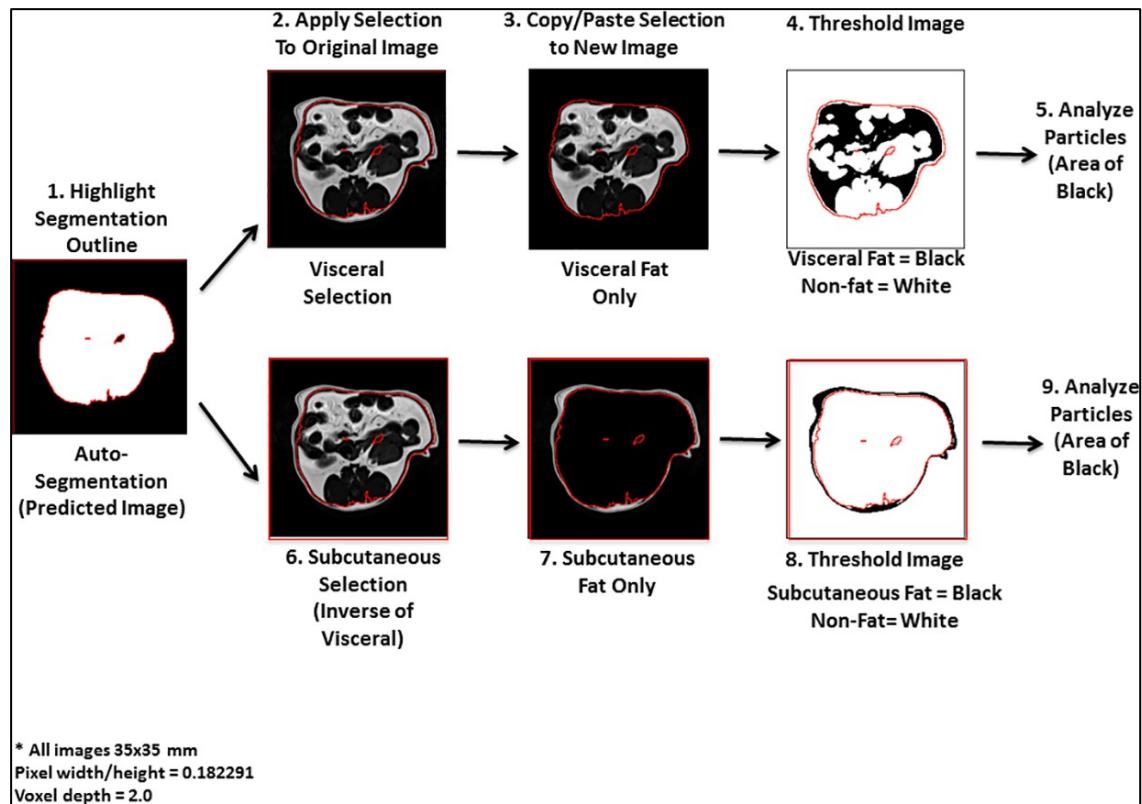 1. Highlight
Segmentation
Outline
Auto-
Segmentation
(Predicted Image)
2. Apply Selection
To Original Image
Visceral
Selection
3. Copy/Paste Selection
to New Image
Visceral Fat
Only
4. Threshold Image
Visceral Fat = Black
Non-fat = White
5. Analyze
Particles
(Area of
Black)
6. Subcutaneous
Selection
(Inverse of
Visceral)
7. Subcutaneous
Fat Only
8. Threshold Image
Subcutaneous Fat = Black
Non-Fat= White
9. Analyze
Particles
(Area of
Black)
* All images 35x35 mm
Pixel width/height = 0.182291
Voxel depth = 2.0